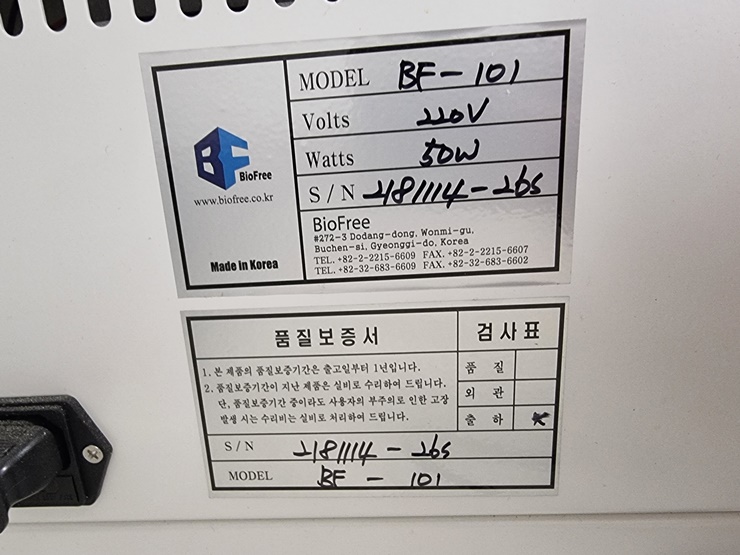 MODEL BF-101
Volts 220V
Watts 50W
S/N 2181114-26s
BF BioFree
www.biofree.co.kr
Made in Korea
BioFree
#272-3 Dodang-dong, Wonmi-gu,
Buchen-si, Gyeonggi-do, Korea
TEL. +82-2-2215-6609 FAX. +82-2-2215-6607
TEL. +82-32-683-6609 FAX. +82-32-683-6602
품질보증서
1. 본 제품의 품질보증기간은 출고일부터 1년입니다.
2. 품질보증기간이 지난 제품은 실비로 수리하여 드립니다.
단, 품질보증기간 중이라도 사용자의 부주의로 인한 고장
발생 시는 수리비는 실비로 처리하여 드립니다.
검사표
품질
외관
출하
S/N 2181114-26s
MODEL BF-101